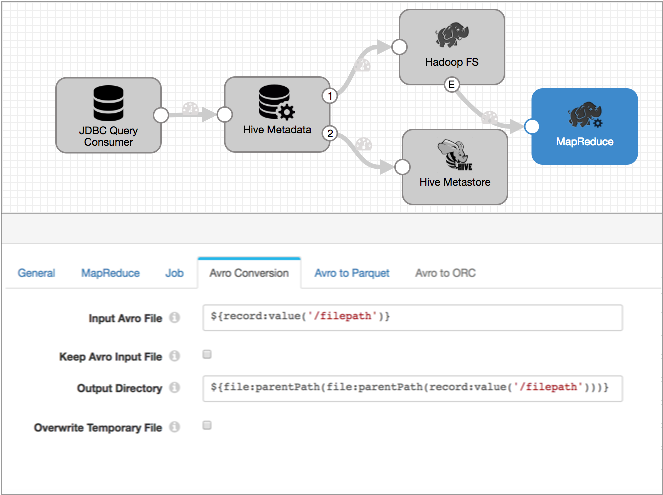 JDBC Query
Consumer
Hive Metadata
1
2
Hadoop FS
E
HIVE
Hive Metastore
MapReduce
General MapReduce Job Avro Conversion Avro to Parquet Avro to ORC
Input Avro File ${record:value('/filepath')}
Keep Avro Input File
Output Directory ${file:parentPath(file:parentPath(record:value('/filepath')))}
Overwrite Temporary File